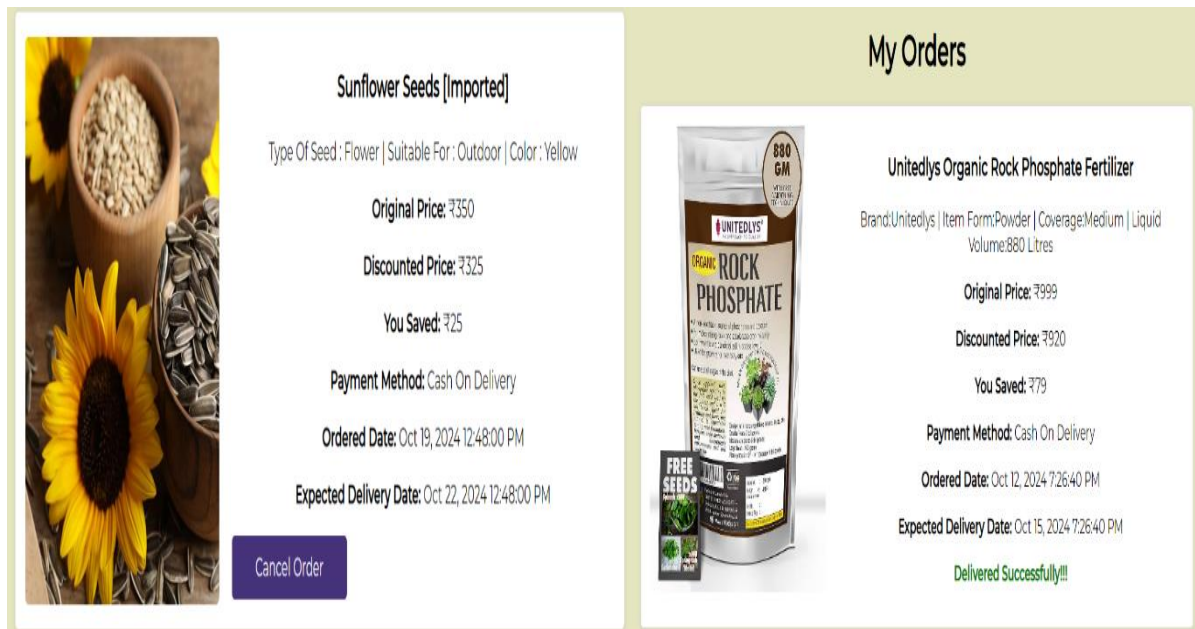 Sunflower Seeds [Imported]
Type Of Seed : Flower | Suitable For : Outdoor | Color : Yellow
Original Price: ₹350
Discounted Price: ₹325
You Saved: ₹25
Payment Method: Cash On Delivery
Ordered Date: Oct 19, 2024 12:48:00 PM
Expected Delivery Date: Oct 22, 2024 12:48:00 PM
Cancel Order
My Orders
880
GM
UNITEDLYS
ORGANIC ROCK
PHOSPHATE
FREE
SEEDS
Unitedlys Organic Rock Phosphate Fertilizer
Brand:Unitedlys | Item Form:Powder | Coverage:Medium | Liquid
Volume:880 Litres
Original Price: ₹999
Discounted Price: ₹920
You Saved: ₹79
Payment Method: Cash On Delivery
Ordered Date: Oct 12, 2024 7:26:40 PM
Expected Delivery Date: Oct 15, 2024 7:26:40 PM
Delivered Successfully!!!